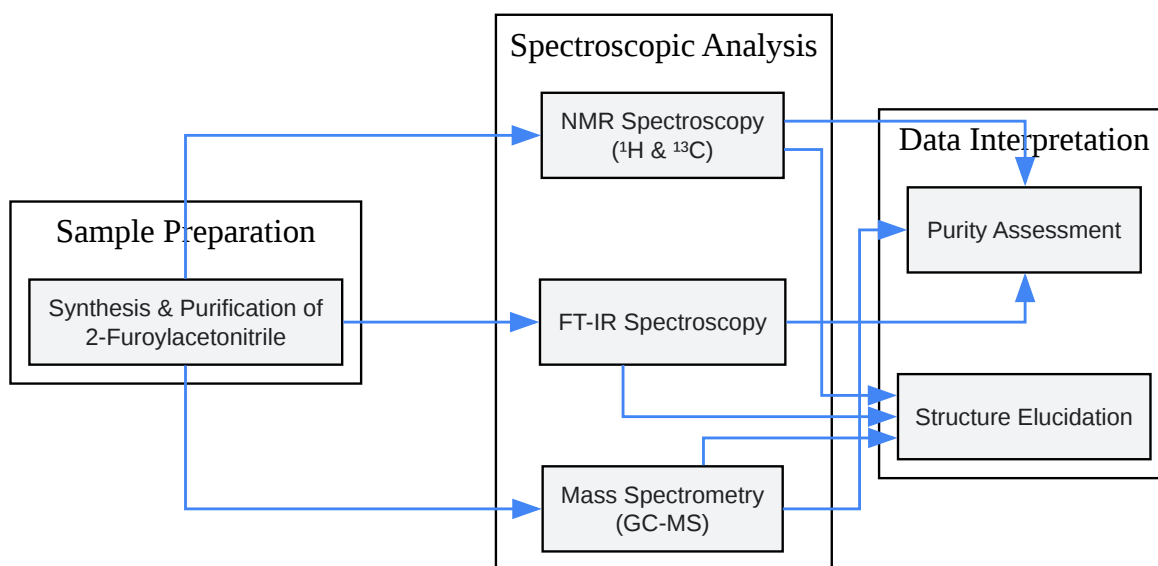 Sample Preparation
Synthesis & Purification of
2-Furoylacetonitrile
Spectroscopic Analysis
NMR Spectroscopy
(¹H & ¹³C)
FT-IR Spectroscopy
Mass Spectrometry
(GC-MS)
Data Interpretation
Purity Assessment
Structure Elucidation